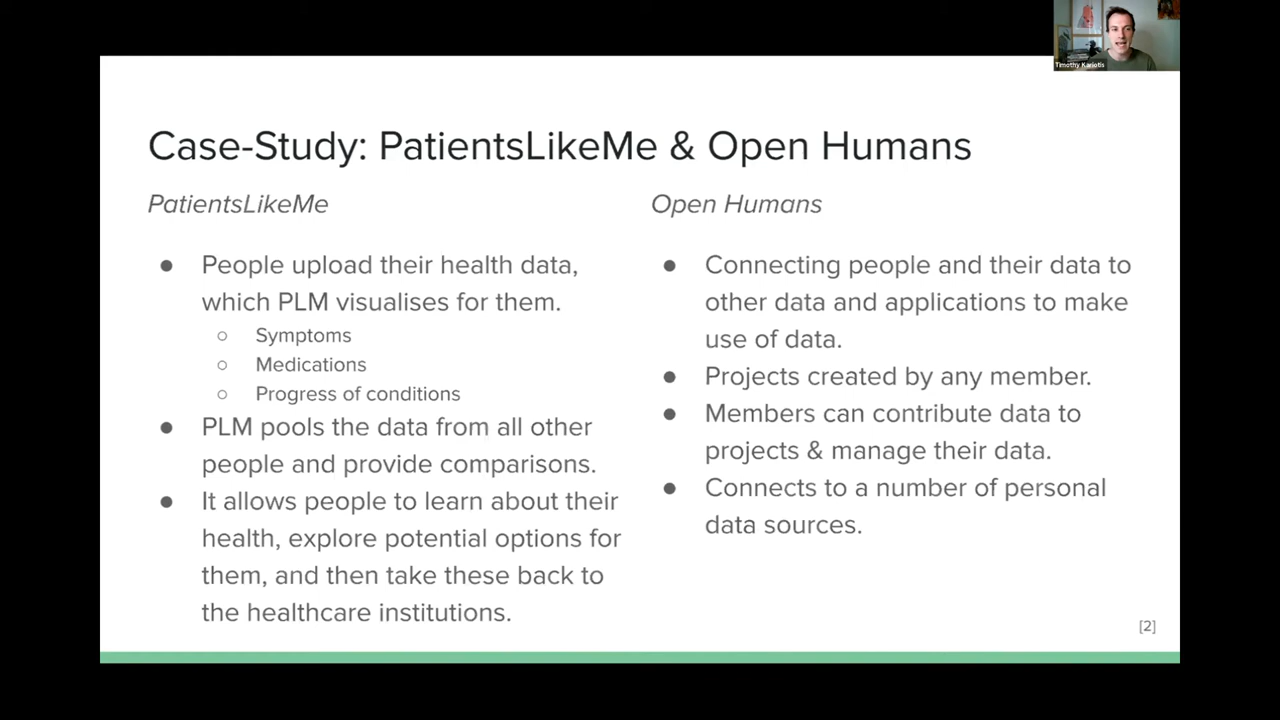 Timothy Kariotis
Case-Study: PatientsLikeMe & Open Humans
PatientsLikeMe
● People upload their health data,
which PLM visualises for them.
○ Symptoms
○ Medications
○ Progress of conditions
● PLM pools the data from all other
people and provide comparisons.
● It allows people to learn about their
health, explore potential options for
them, and then take these back to
the healthcare institutions.
Open Humans
● Connecting people and their data to
other data and applications to make
use of data.
● Projects created by any member.
● Members can contribute data to
projects & manage their data.
● Connects to a number of personal
data sources.
[2]